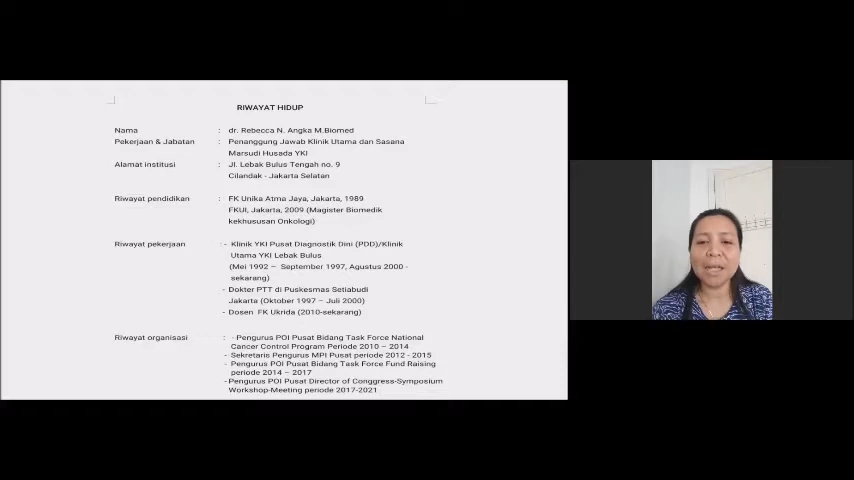 RIWAYAT HIDUP
Nama : dr. Rebecca N. Angka M.Biomed
Pekerjaan & Jabatan : Penanggung Jawab Klinik Utama dan Sasana
Marsudi Husada YKI
Alamat institusi : Jl. Lebak Bulus Tengah no. 9
Cilandak - Jakarta Selatan
Riwayat pendidikan : FK Unika Atma Jaya, Jakarta, 1989
FKUI, Jakarta, 2009 (Magister Biomedik
kekhususan Onkologi)
Riwayat pekerjaan : - Klinik YKI Pusat Diagnostik Dini (PDD)/Klinik
Utama YKI Lebak Bulus
(Mei 1992 – September 1997, Agustus 2000 -
sekarang)
- Dokter PTT di Puskesmas Setiabudi
Jakarta (Oktober 1997 – Juli 2000)
- Dosen FK Ukrida (2010-sekarang)
Riwayat organisasi : - Pengurus POI Pusat Bidang Task Force National
Cancer Control Program Periode 2010 – 2014
- Sekretaris Pengurus MPI Pusat periode 2012 - 2015
- Pengurus POI Pusat Bidang Task Force Fund Raising
periode 2014 – 2017
- Pengurus POI Pusat Director of Conggress-Symposium
Workshop-Meeting periode 2017-2021